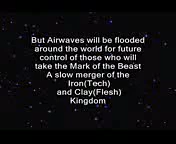 But Airwaves will be flooded
around the world for future
control of those who will
take the Mark of the Beast
A slow merger of the
Iron(Tech)
and Clay(Flesh)
Kingdom